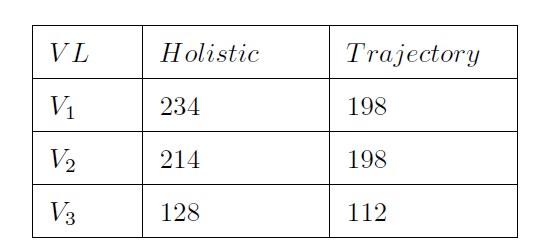 VL Holistic Trajectory
V₁ 234 198
V₂ 214 198
V₃ 128 112